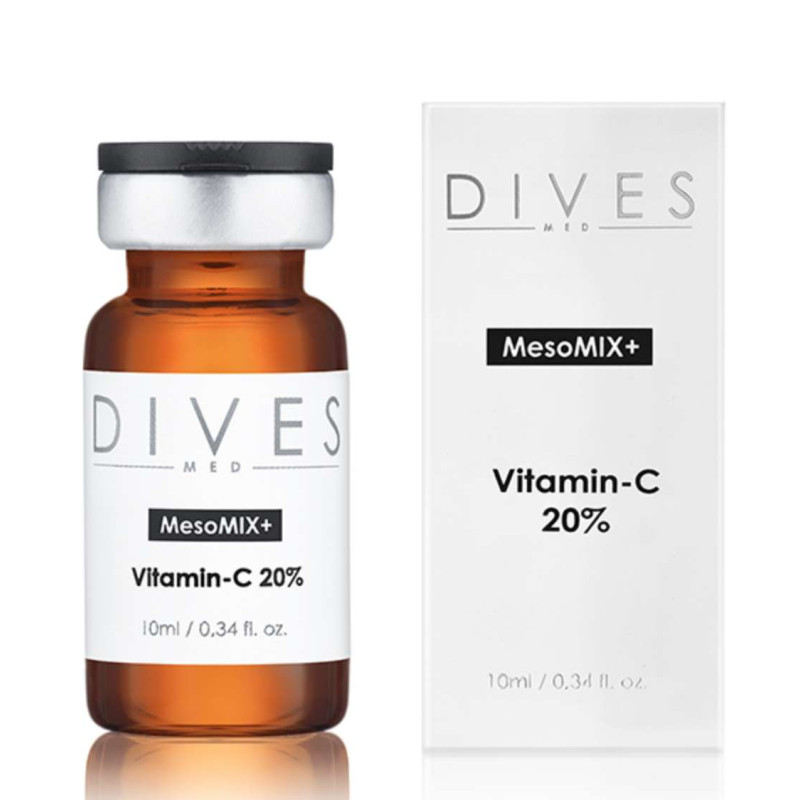 DIVES
MED
MesoMIX+
Vitamin-C 20%
10ml / 0,34 fl. oz.
DIVES
MED
MesoMIX+
Vitamin-C
20%
10ml / 0,34 fl. oz.